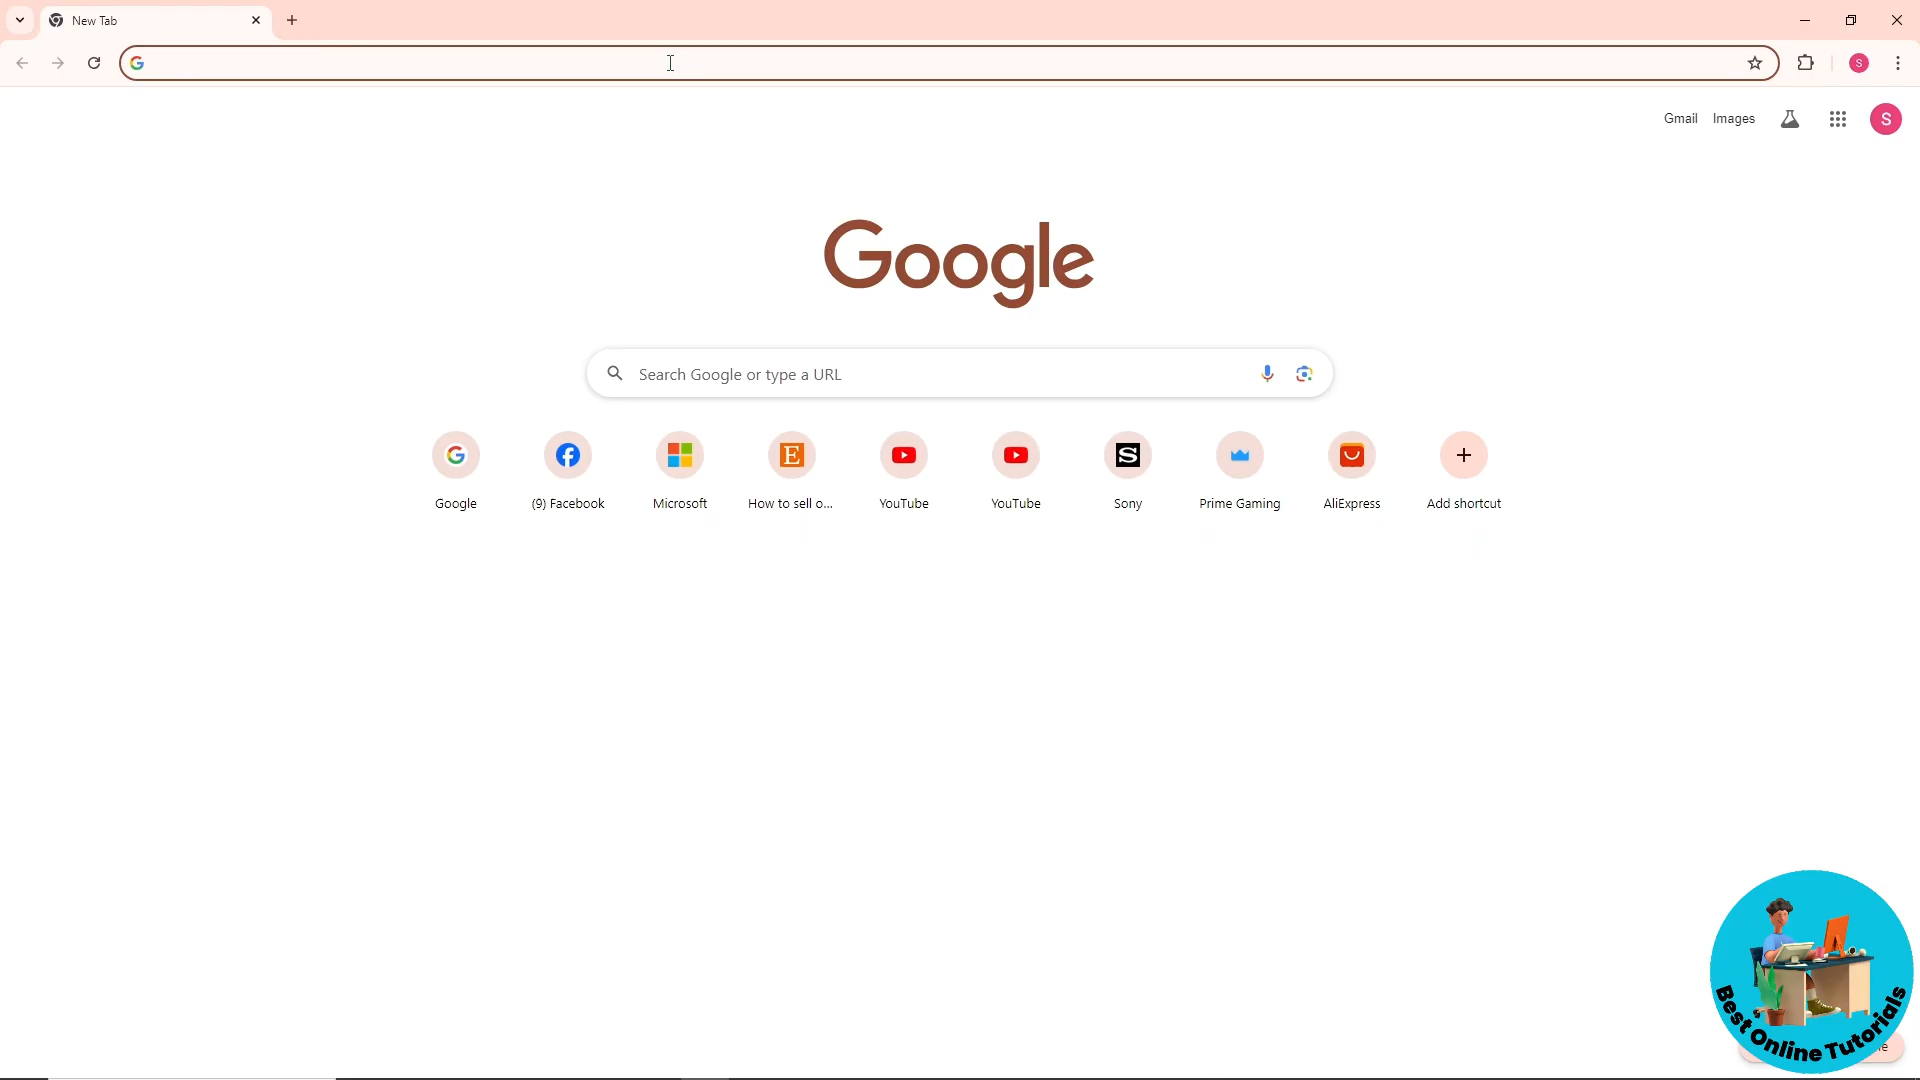 New Tab
S
Gmail
Images
S
Google
Search Google or type a URL
E
S
Google
(9) Facebook
Microsoft
How to sell o...
YouTube
YouTube
Sony
Prime Gaming
AliExpress
Add shortcut
Best Online Tutorials